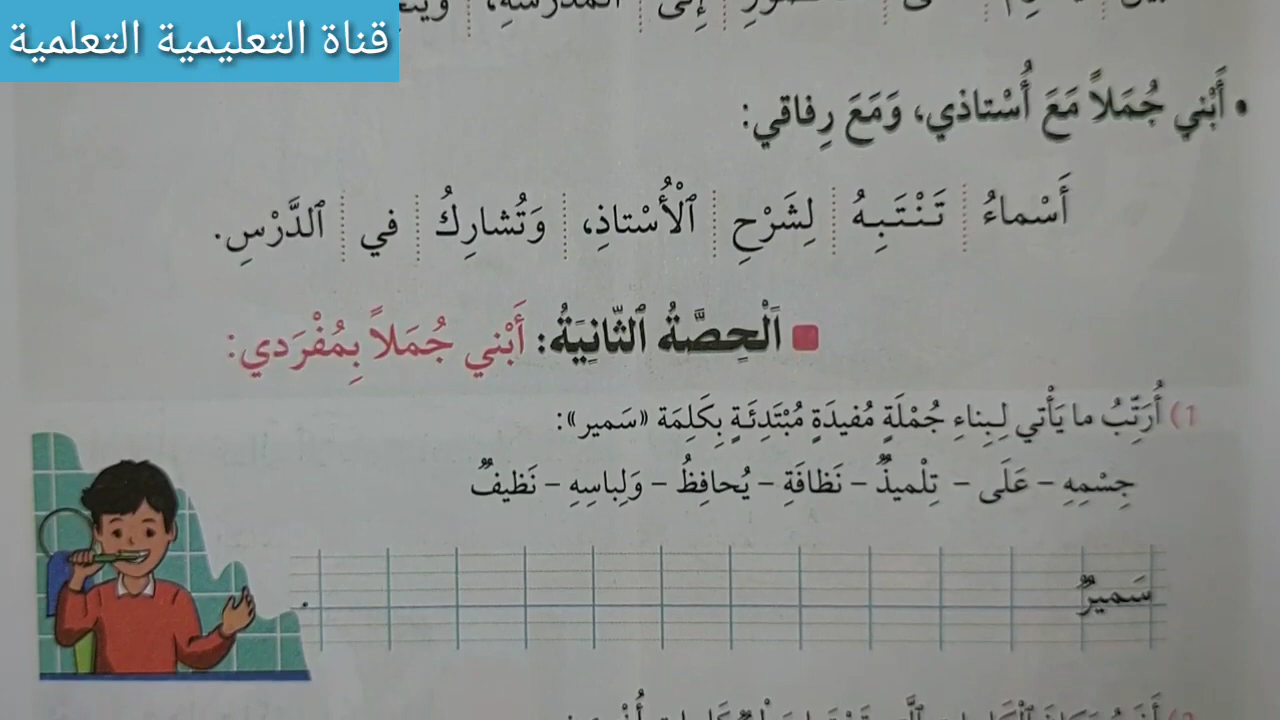 قناة التعليمية التعلمية
إِلَى الْمَدْرَسَةِ،
• أَبْني جُمَلاً مَعَ أُسْتاذي، وَمَعَ رِفاقي:
أَسْماءُ تَنْتَبِهُ لِشَرْحِ ٱلْأُسْتاذِ، وَتُشارِكُ في ٱلدَّرْسِ.
اَلْحِصَّةُ ٱلثّانِيَةُ: أَبْني جُمَلاً بِمُفْرَدي:
1) أُرَتِّبُ ما يَأْتي لِبِناءِ جُمْلَةٍ مُفيدَةٍ مُبْتَدِئَةٍ بِكَلِمَة «سَمير»:
جِسْمِهِ – عَلَى – تِلْميذٌ – نَظافَةِ – يُحافِظُ – وَلِباسِهِ – نَظيفٌ
سَميرٌ .